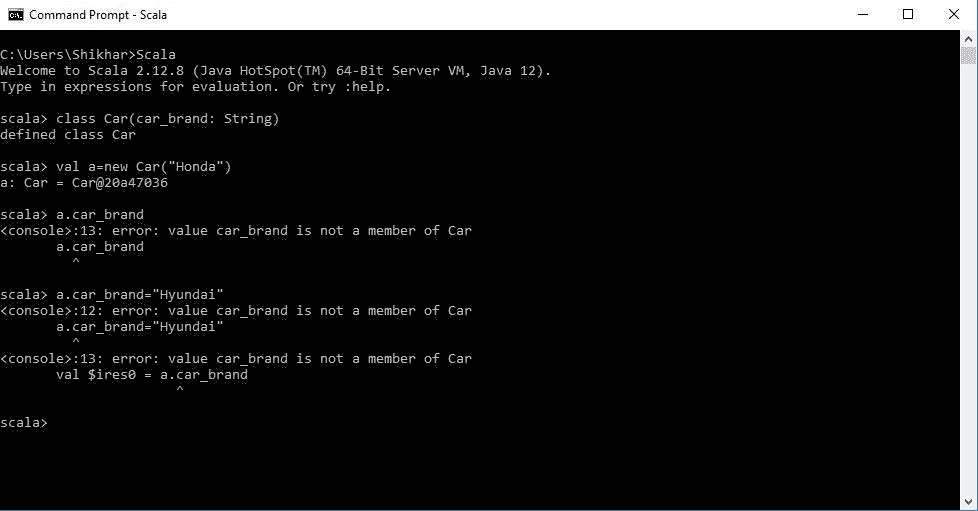 Command Prompt - Scala
C:\Users\Shikhar>Scala
Welcome to Scala 2.12.8 (Java HotSpot(TM) 64-Bit Server VM, Java 12).
Type in expressions for evaluation. Or try :help.
scala> class Car(car_brand: String)
defined class Car
scala> val a=new Car("Honda")
a: Car = Car@20a47036
scala> a.car_brand
<console>:13: error: value car_brand is not a member of Car
a.car_brand
^
scala> a.car_brand="Hyundai"
<console>:12: error: value car_brand is not a member of Car
a.car_brand="Hyundai"
^
<console>:13: error: value car_brand is not a member of Car
val $ires0 = a.car_brand
^
scala>